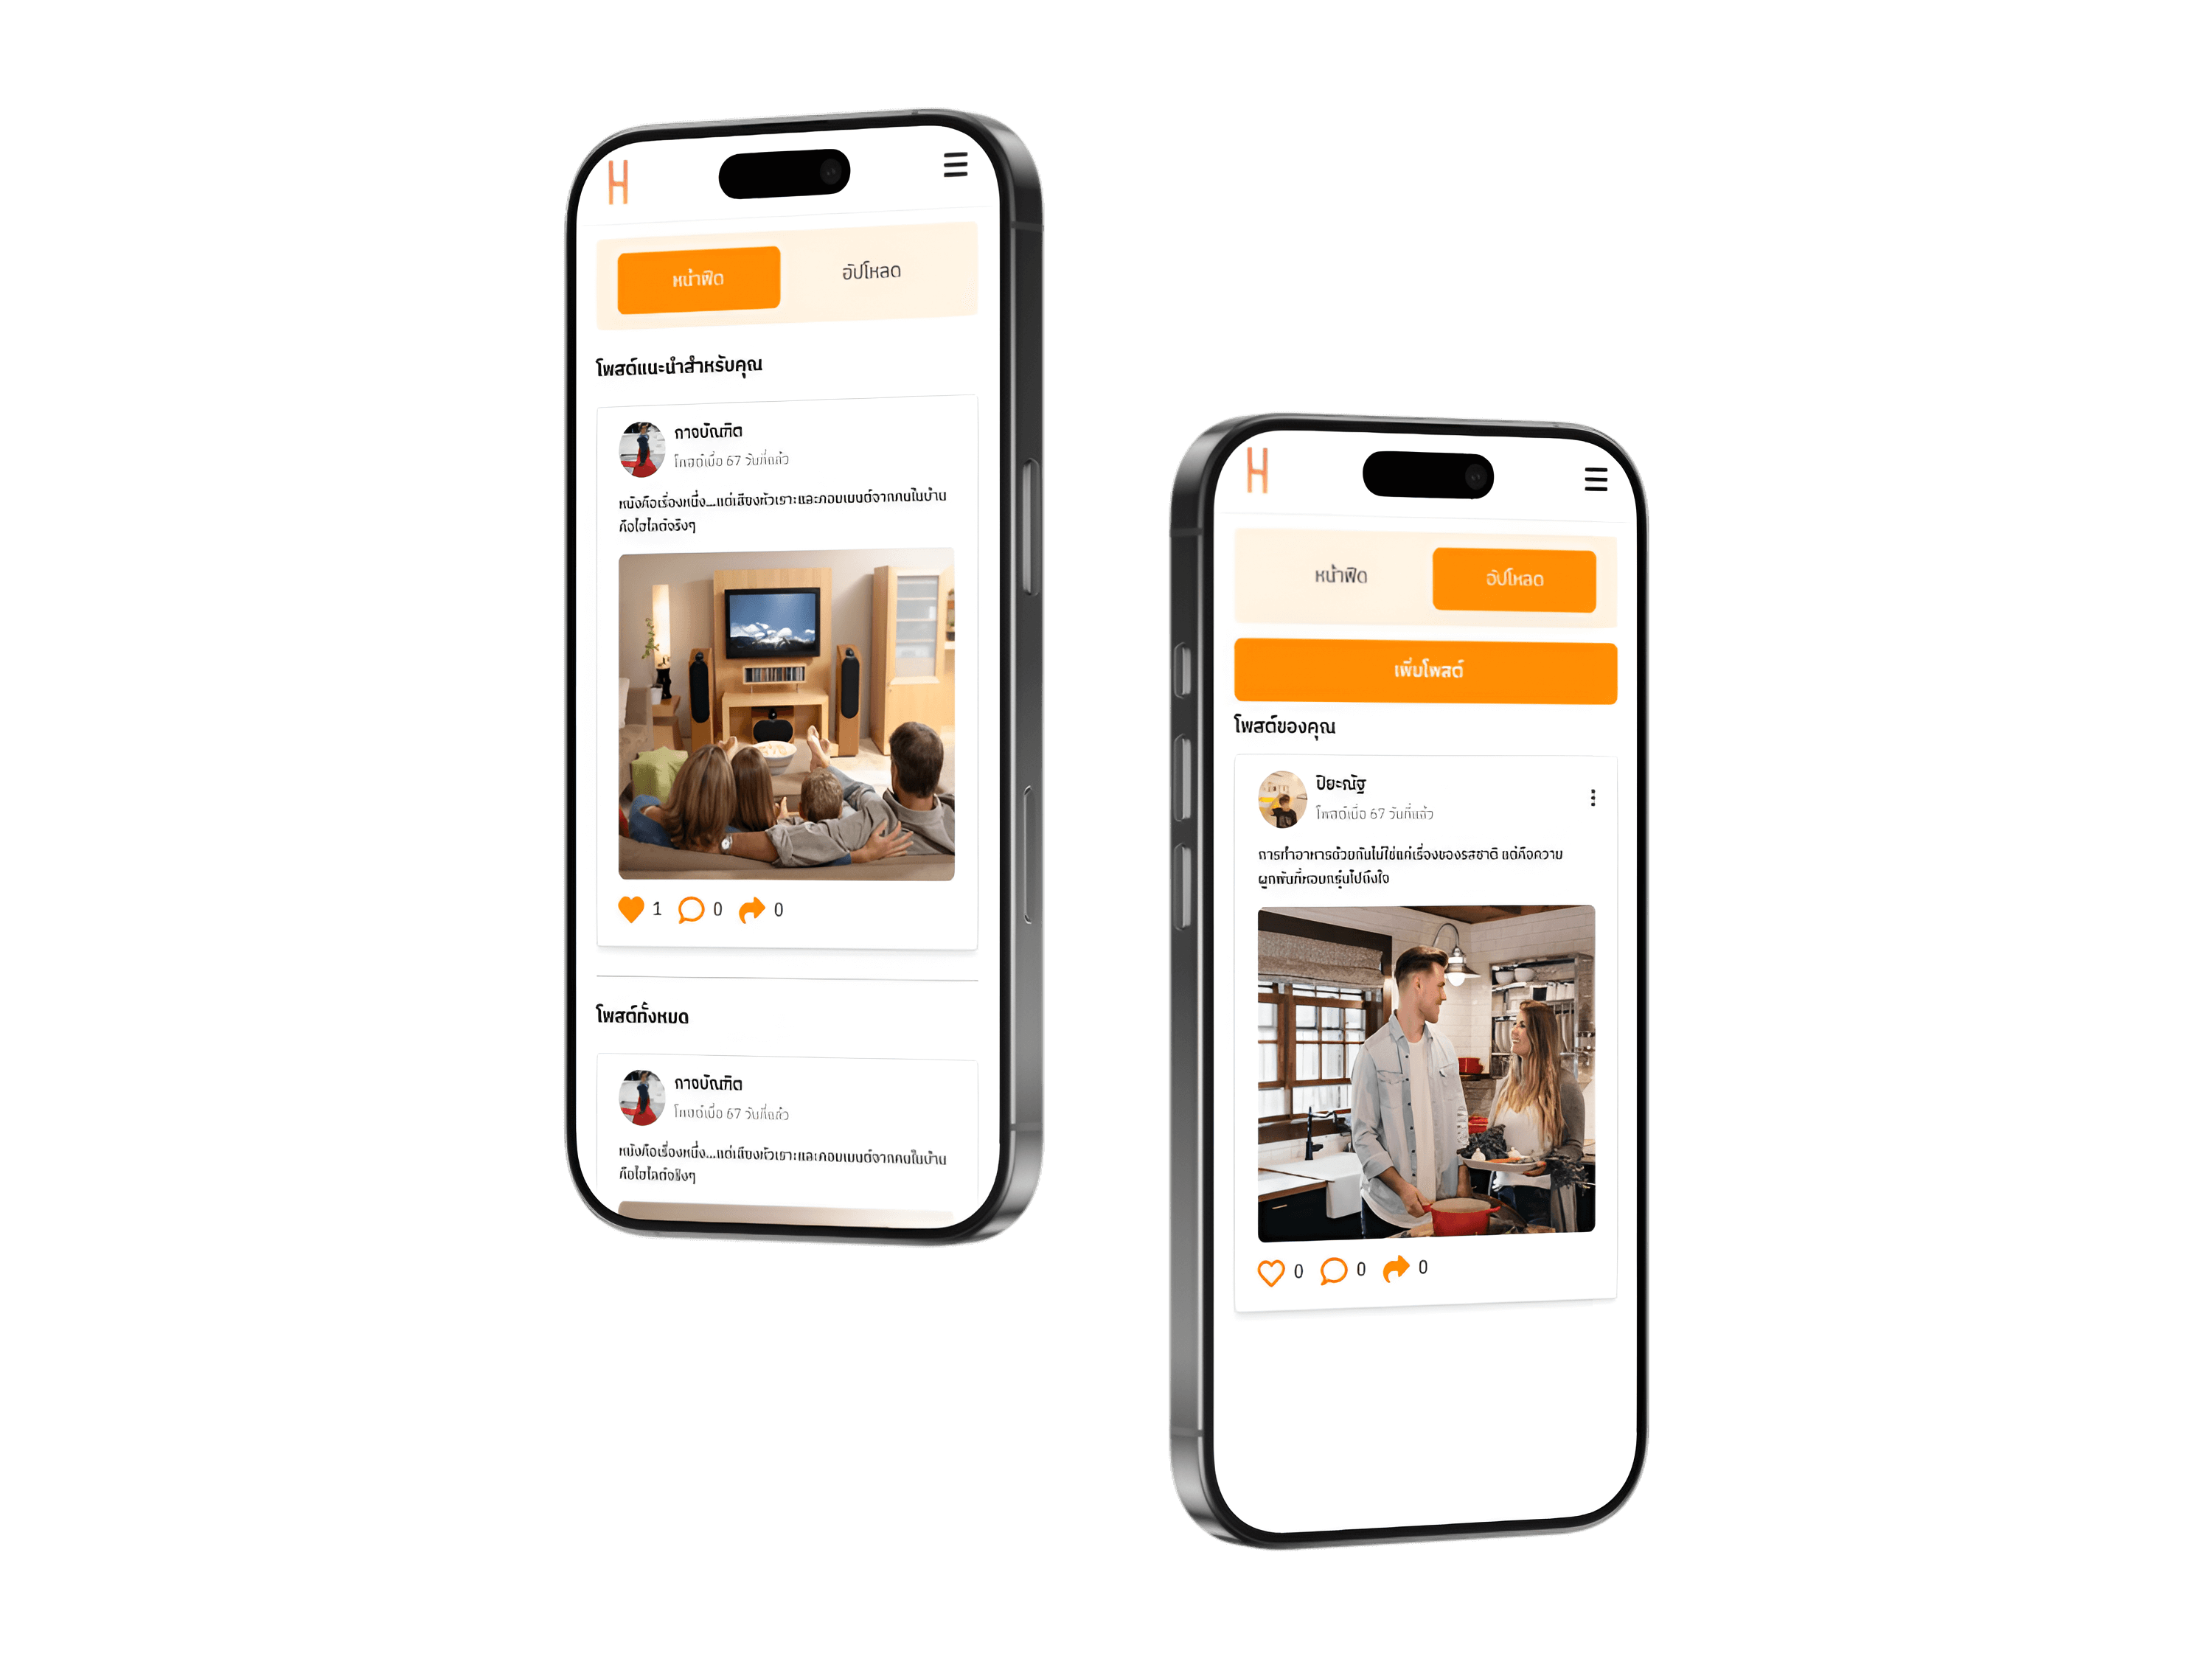 H
หน้าฟีด
อัปโหลด
โพสต์แนะนำสำหรับคุณ
กาจบัณฑิต
โพสต์เมื่อ 67 วันที่แล้ว
หนังคือเรื่องหนึ่ง...แต่เสียงหัวเราะและคอมเมนต์จากคนในบ้าน
คือไฮไลต์จริงๆ
1 0 0
โพสต์ทั้งหมด
กาจบัณฑิต
โพสต์เมื่อ 67 วันที่แล้ว
หนังคือเรื่องหนึ่ง...แต่เสียงหัวเราะและคอมเมนต์จากคนในบ้าน
คือไฮไลต์จริงๆ
H
หน้าฟีด
อัปโหลด
เพิ่มโพสต์
โพสต์ของคุณ
ปิยะณัฐ
โพสต์เมื่อ 67 วันที่แล้ว
การทำอาหารด้วยกันไม่ใช่แค่เรื่องของรสชาติ แต่คือความ
ผูกพันที่หอมกรุ่นไปถึงใจ
0 0 0